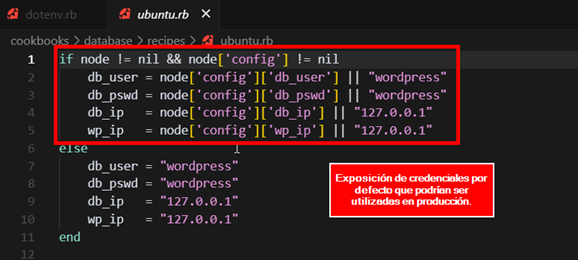 dotenv.rb ubuntu.rb ×
cookbooks > database > recipes > ubuntu.rb
1 if node != nil && node['config'] != nil
2 db_user = node['config']['db_user'] || "wordpress"
3 db_pswd = node['config']['db_pswd'] || "wordpress"
4 db_ip = node['config']['db_ip'] || "127.0.0.1"
5 wp_ip = node['config']['wp_ip'] || "127.0.0.1"
6 else
7 db_user = "wordpress"
8 db_pswd = "wordpress"
9 db_ip = "127.0.0.1"
10 wp_ip = "127.0.0.1"
11 end
12
Exposición de credenciales por
defecto que podrían ser
utilizadas en producción.